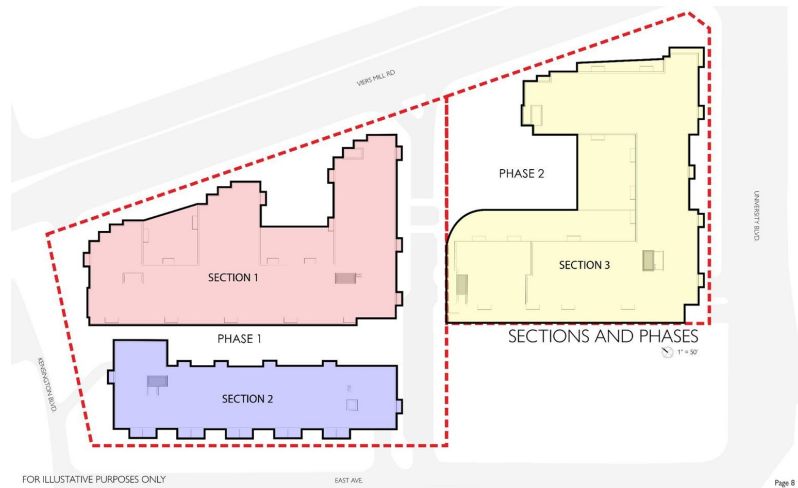 VIERS MILL RD
PHASE 2
UNIVERSITY BLVD.
SECTION 1
SECTION 3
PHASE 1
SECTIONS AND PHASES
1" = 50'
KENSINGTON BLVD.
SECTION 2
FOR ILLUSTATIVE PURPOSES ONLY
EAST AVE.
Page 8